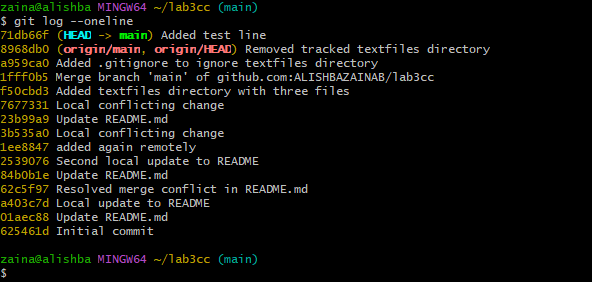 zaina@alishba MINGW64 ~/lab3cc (main)
$ git log --oneline
71db66f (HEAD -> main) Added test line
8968db0 (origin/main, origin/HEAD) Removed tracked textfiles directory
a959ca0 Added .gitignore to ignore textfiles directory
1fff0b5 Merge branch 'main' of github.com:ALISHBAZAINAB/lab3cc
f50cbd3 Added textfiles directory with three files
7677331 Local conflicting change
23b99a9 Update README.md
3b535a0 Local conflicting change
1ee8847 added again remotely
2539076 Second local update to README
84b0b1e Update README.md
62c5f97 Resolved merge conflict in README.md
a403c7d Local update to README
01aec88 Update README.md
625461d Initial commit
zaina@alishba MINGW64 ~/lab3cc (main)
$